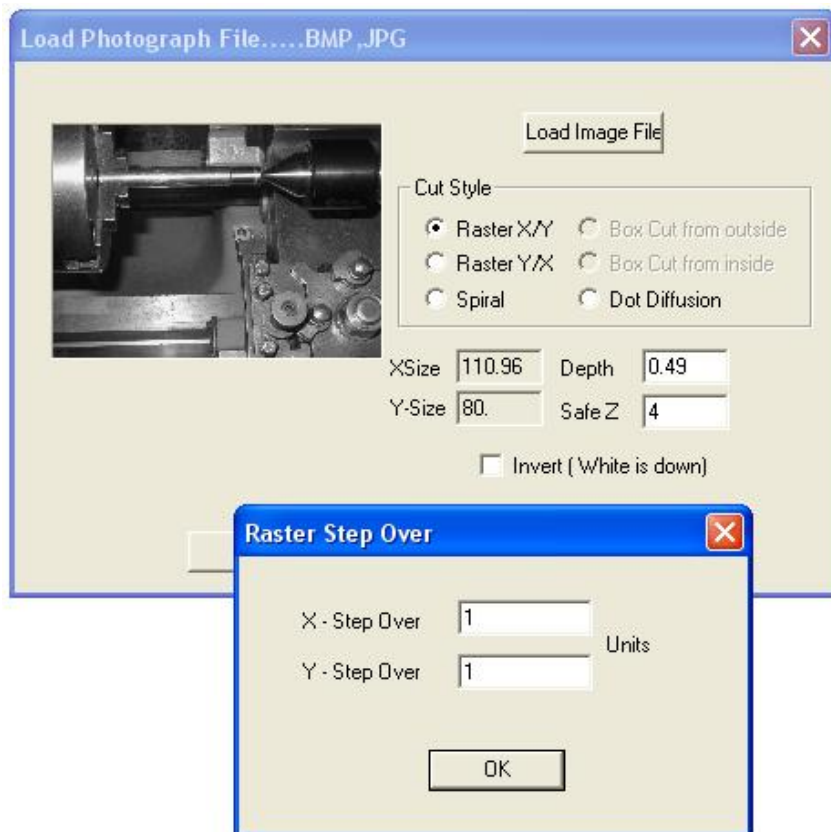 Load Photograph File.....BMP,JPG
Load Image File
Cut Style
Raster X/Y
Box Cut from outside
Raster Y/X
Box Cut from inside
Spiral
Dot Diffusion
XSize 110.96 Depth 0.49
Y-Size 80. Safe Z 4
Invert ( White is down)
Raster Step Over
X - Step Over 1
Units
Y - Step Over 1
OK